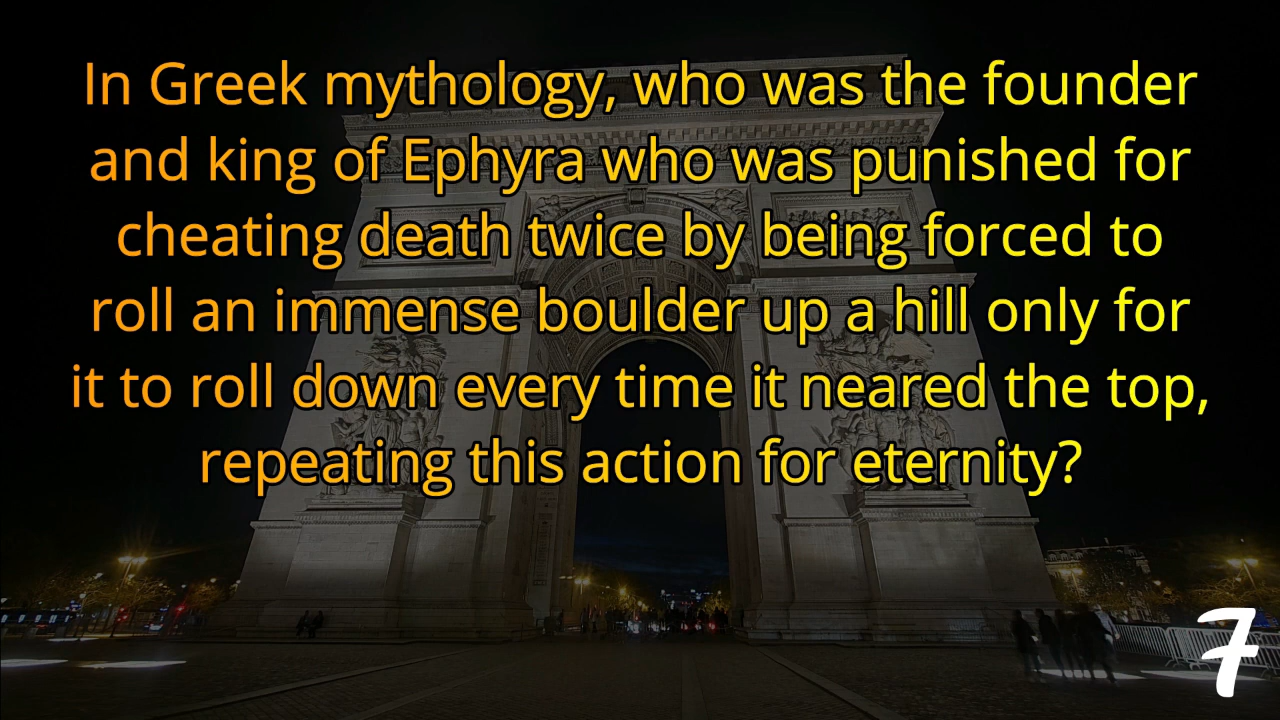 In Greek mythology, who was the founder
and king of Ephyra who was punished for
cheating death twice by being forced to
roll an immense boulder up a hill only for
it to roll down every time it neared the top,
repeating this action for eternity?
7